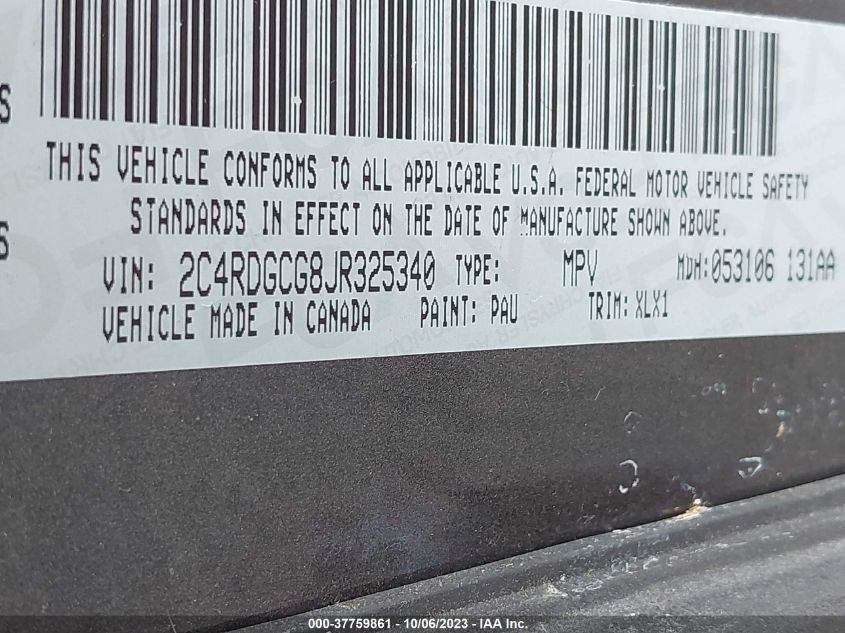 THIS VEHICLE CONFORMS TO ALL APPLICABLE U.S.A. FEDERAL MOTOR VEHICLE SAFETY
STANDARDS IN EFFECT ON THE DATE OF MANUFACTURE SHOWN ABOVE.
VIN: 2C4RDGCG8JR325340 TYPE: MPV MDH:053106 131AA
VEHICLE MADE IN CANADA PAINT: PAU TRIM: XLX1
000-37759861 - 10/06/2023 - IAA Inc.